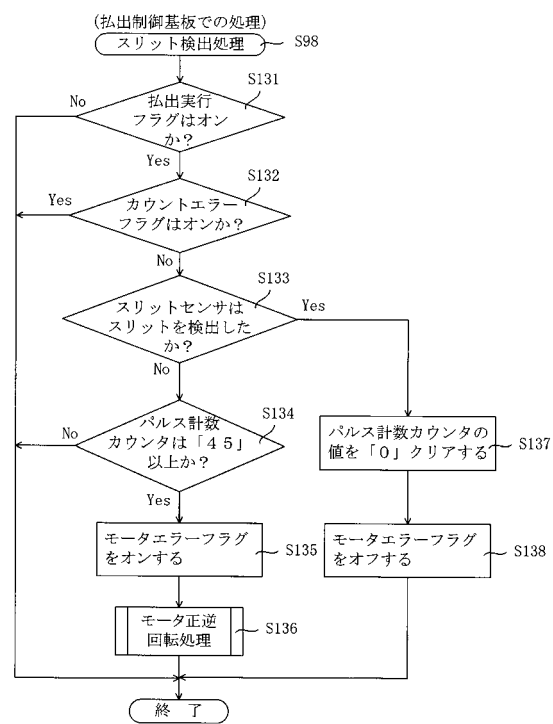 (払出制御基板での処理)
スリット検出処理
S98
S131
No
払出実行
フラグはオン
か？
Yes
S132
Yes
カウントエラー
フラグはオンか？
No
S133
スリットセンサは
スリットを検出した
か？
Yes
No
S134
No
パルス計数
カウンタは「４５」
以上か？
Yes
パルス計数カウンタの
値を「０」クリアする
S137
モータエラーフラグ
をオンする
S135
モータエラーフラグ
をオフする
S138
モータ正逆
回転処理
S136
終 了